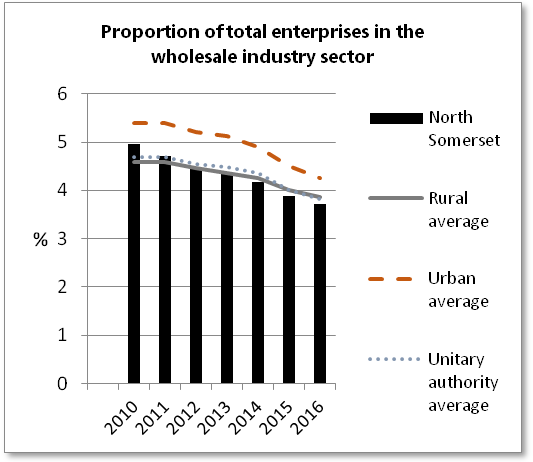 Proportion of total enterprises in the
wholesale industry sector
6
5
4
3
2
1
0
%
2010
2011
2012
2013
2014
2015
2016
North
Somerset
Rural
average
Urban
average
Unitary
authority
average